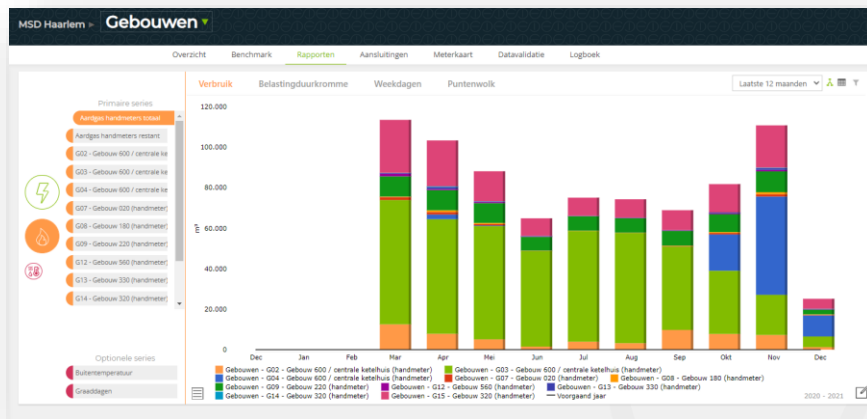 MSD Haarlem » Gebouwen ▾
Overzicht Benchmark Rapporten Aansluitingen Meterkaart Datavalidatie Logboek
Verbruik Belastingduurkromme Weekdagen Puntenwolk Laatste 12 maanden
Primaire series
Aardgas handmeters totaal
Aardgas handmeters restant
G02 - Gebouw 600 / centrale ke
G03 - Gebouw 600 / centrale ke
G04 - Gebouw 600 / centrale ke
G07 - Gebouw 020 (handmeter)
G08 - Gebouw 180 (handmeter)
G09 - Gebouw 220 (handmeter)
G12 - Gebouw 560 (handmeter)
G13 - Gebouw 330 (handmeter)
G14 - Gebouw 320 (handmeter)
Optionele series
Buitentemperatuur
Graaddagen
120.000
100.000
80.000
60.000
40.000
20.000
0
m³
Dec Jan Feb Mar Apr Mei Jun Jul Aug Sep Okt Nov Dec
Gebouwen - G02 - Gebouw 600 / centrale ketelhuis (handmeter) Gebouwen - G03 - Gebouw 600 / centrale ketelhuis (handmeter)
Gebouwen - G04 - Gebouw 600 / centrale ketelhuis (handmeter) Gebouwen - G07 - Gebouw 020 (handmeter) Gebouwen - G08 - Gebouw 180 (handmeter)
Gebouwen - G09 - Gebouw 220 (handmeter) Gebouwen - G12 - Gebouw 560 (handmeter) Gebouwen - G13 - Gebouw 330 (handmeter)
Gebouwen - G14 - Gebouw 320 (handmeter) Gebouwen - G15 - Gebouw 320 (handmeter) Voorgaand jaar
2020 - 2021